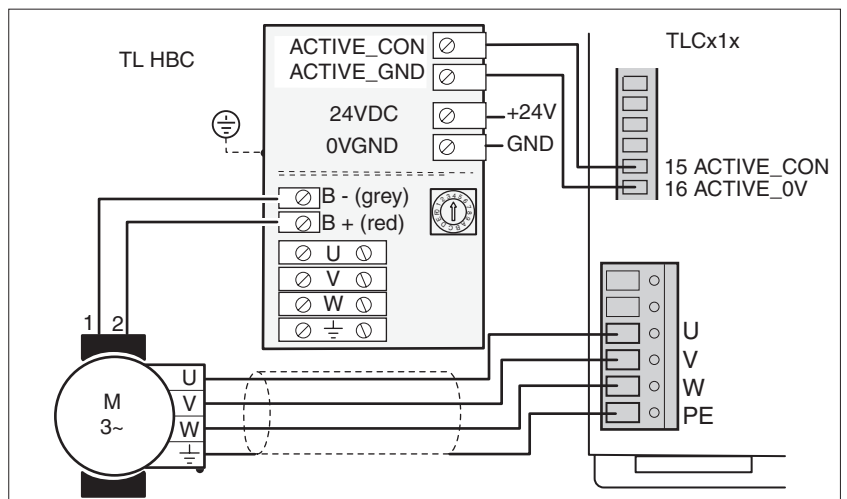 TL HBC
ACTIVE_CON
ACTIVE_GND
24VDC
0VGND
+24V
GND
B - (grey)
B + (red)
U
V
W
TLCx1x
15 ACTIVE_CON
16 ACTIVE_0V
1 2
M
3~
U
V
W
U
V
W
PE